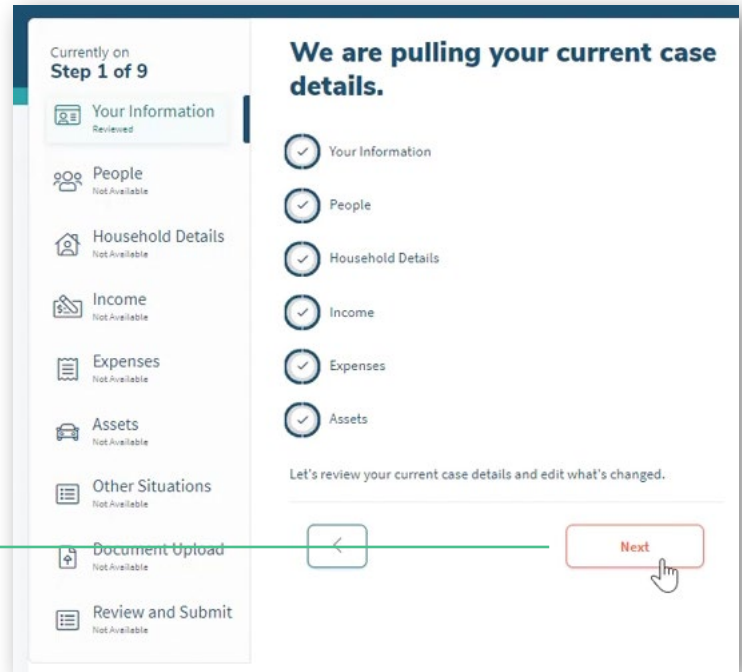 Currently on
Step 1 of 9
Your Information
Reviewed
People
Not Available
Household Details
Not Available
Income
Not Available
Expenses
Not Available
Assets
Not Available
Other Situations
Not Available
Document Upload
Not Available
Review and Submit
Not Available
We are pulling your current case
details.
Your Information
People
Household Details
Income
Expenses
Assets
Let's review your current case details and edit what's changed.
Next